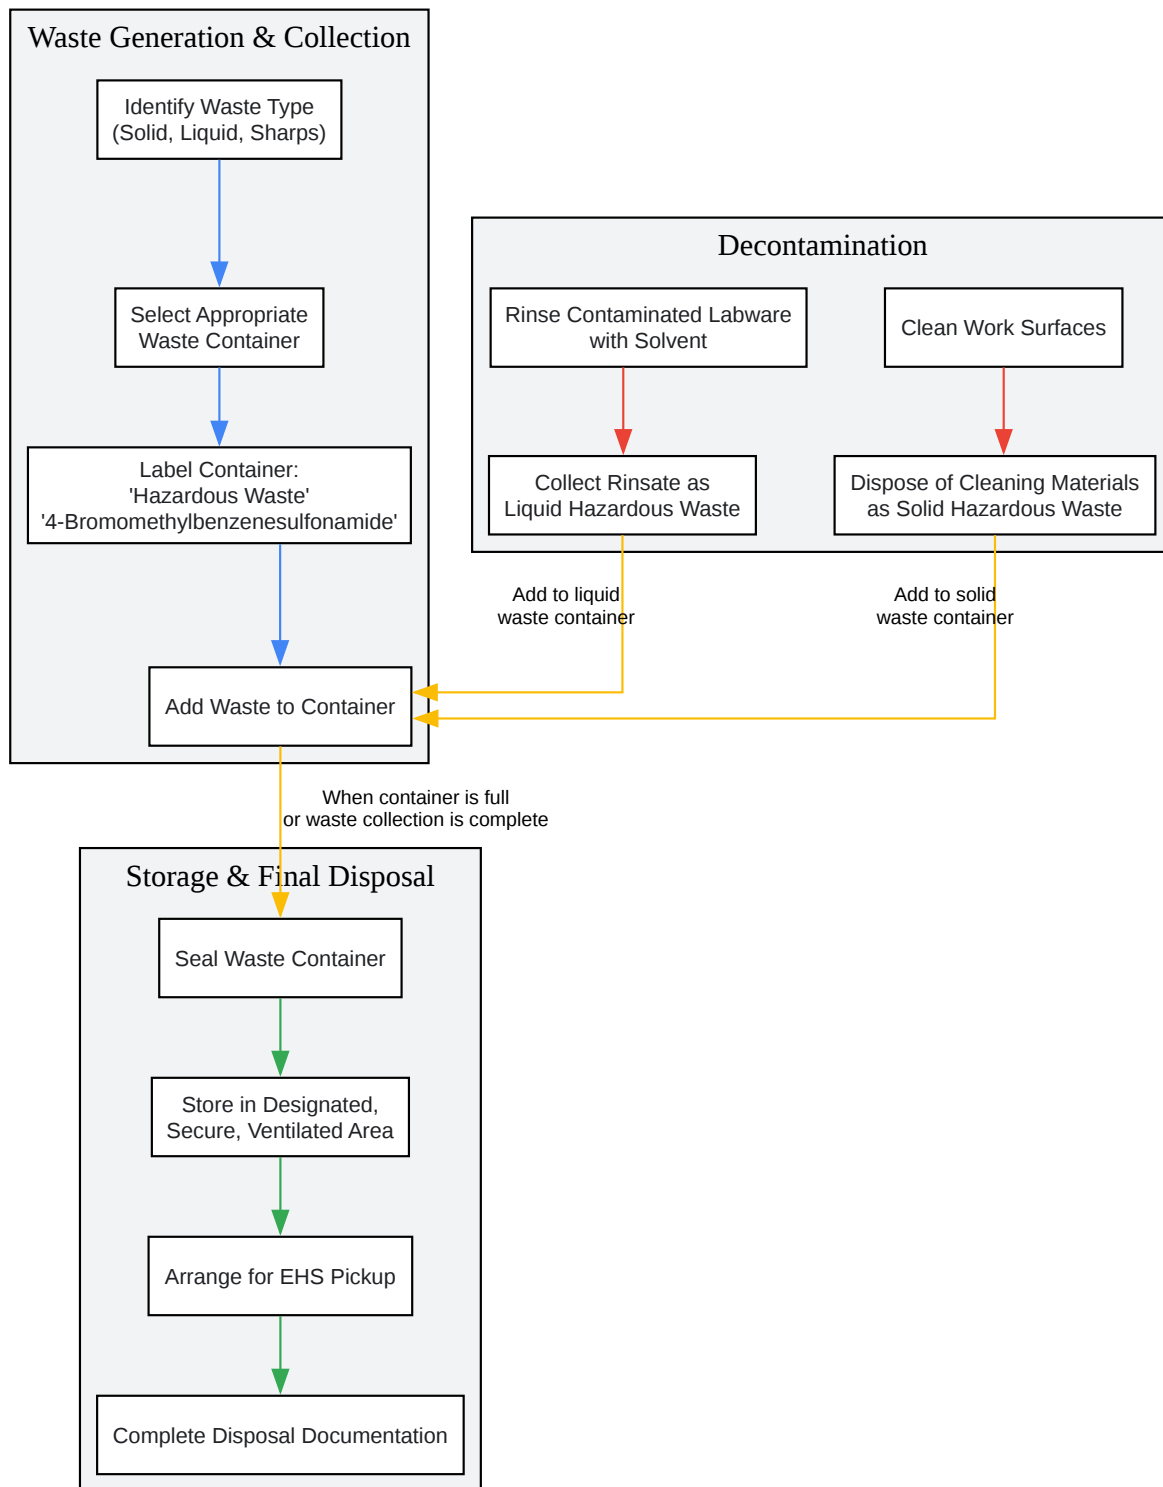 Waste Generation & Collection
Identify Waste Type
(Solid, Liquid, Sharps)
Select Appropriate
Waste Container
Label Container:
'Hazardous Waste'
'4-Bromomethylbenzenesulfonamide'
Add Waste to Container
Decontamination
Rinse Contaminated Labware
with Solvent
Clean Work Surfaces
Collect Rinsate as
Liquid Hazardous Waste
Dispose of Cleaning Materials
as Solid Hazardous Waste
Add to liquid
waste container
Add to solid
waste container
When container is full
or waste collection is complete
Storage & Final Disposal
Seal Waste Container
Store in Designated,
Secure, Ventilated Area
Arrange for EHS Pickup
Complete Disposal Documentation